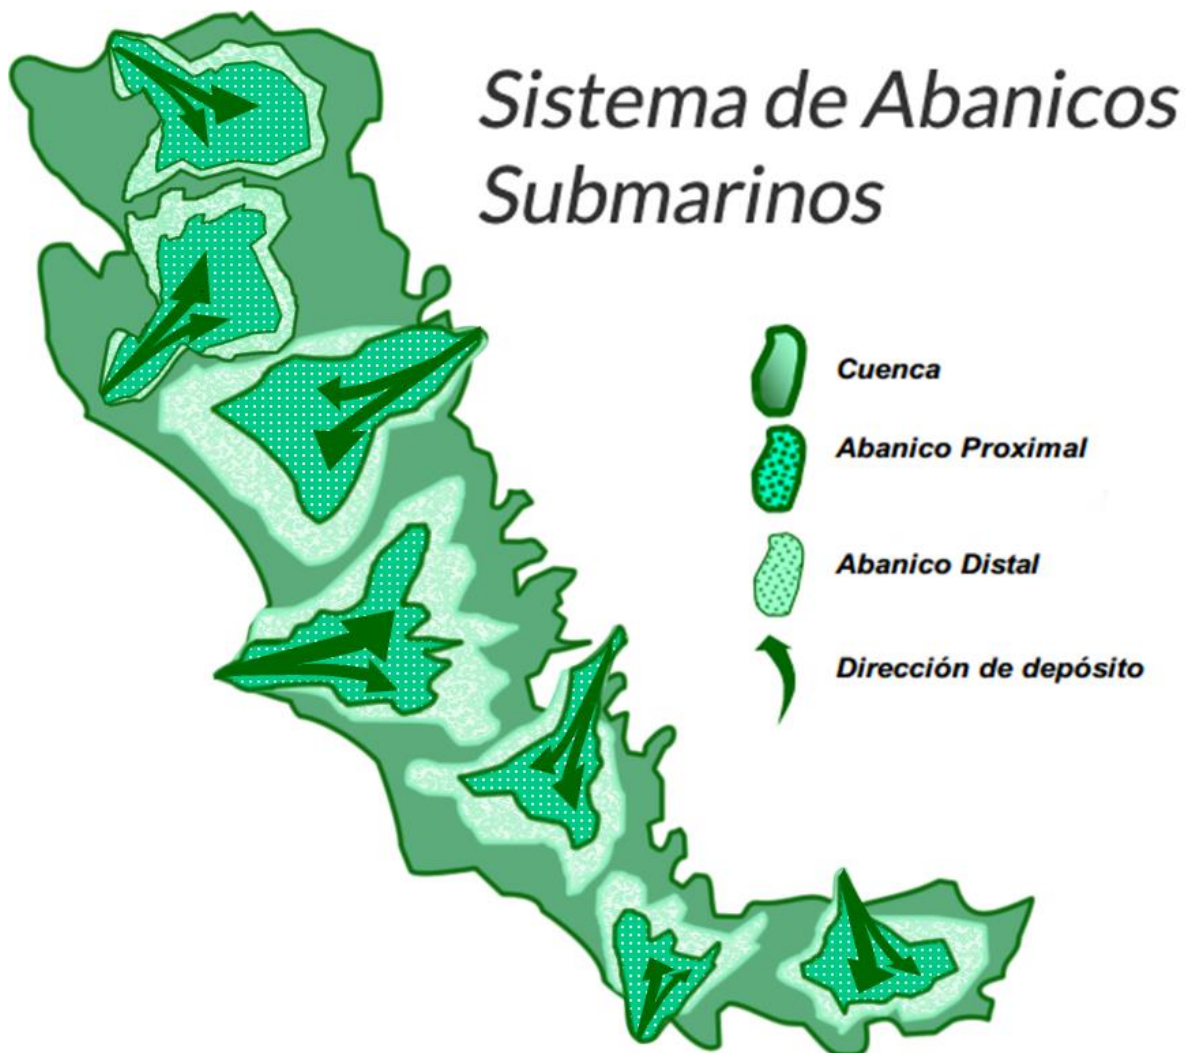 Sistema de Abanicos
Submarinos
Cuenca
Abanico Proximal
Abanico Distal
Dirección de depósito